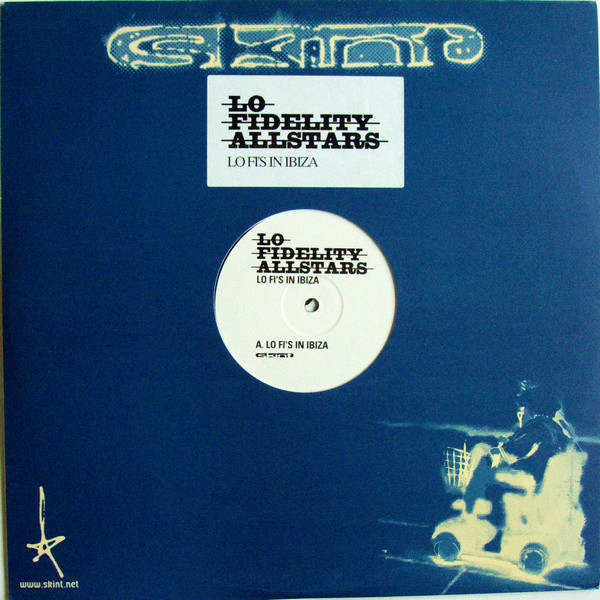 skint
LO
FIDELITY
ALLSTARS
LO FI'S IN IBIZA
LO
FIDELITY
ALLSTARS
LO FI'S IN IBIZA
A. LO FI'S IN IBIZA
skint
www.skint.net